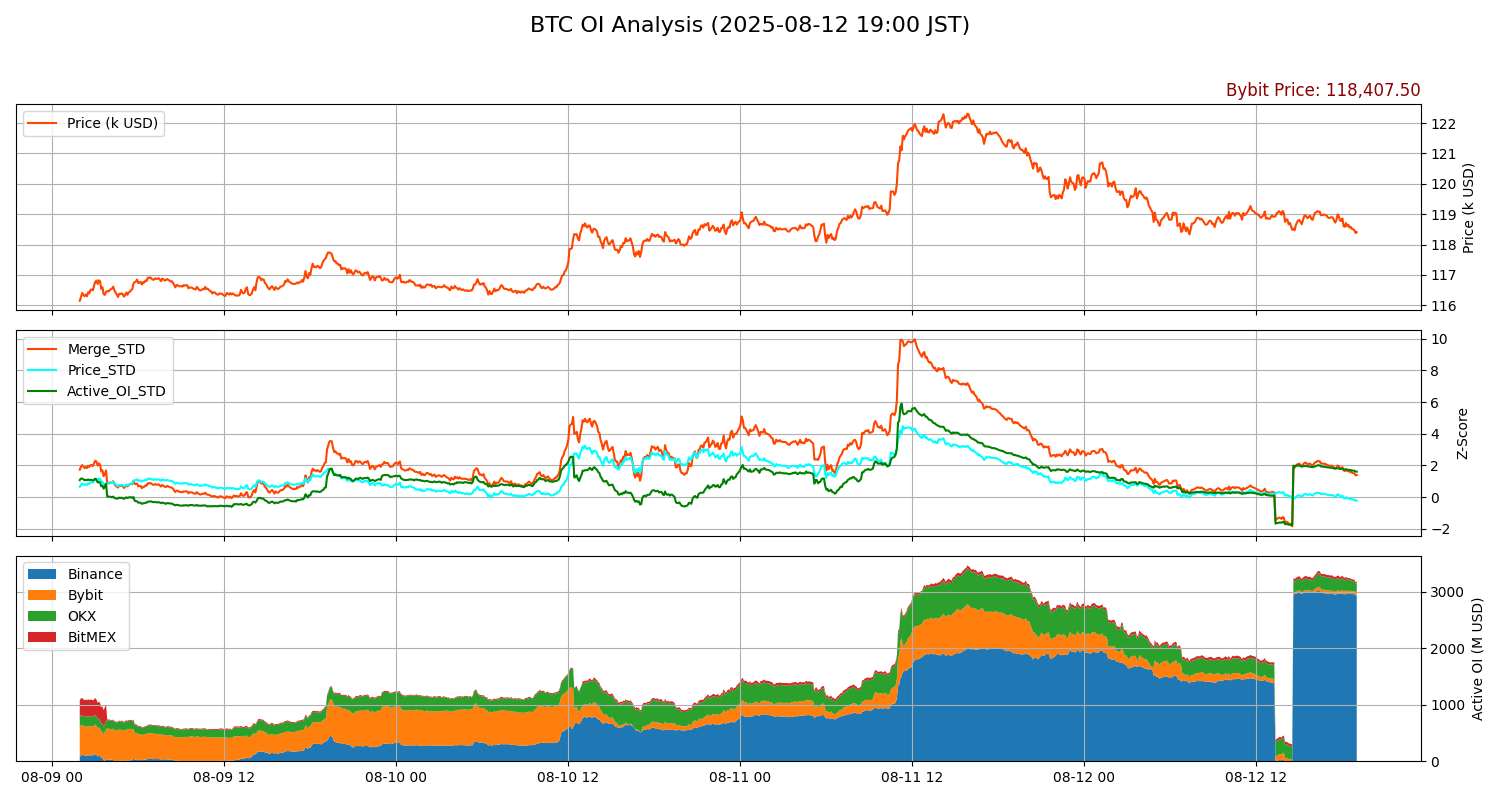 BTC OI Analysis (2025-08-12 19:00 JST)
Bybit Price: 118,407.50
Price (k USD)
122
121
120
119
118
117
116
Price (k USD)
Merge_STD
Price_STD
Active_OI_STD
10
8
6
4
2
0
−2
Z-Score
Binance
Bybit
OKX
BitMEX
3000
2000
1000
0
Active OI (M USD)
08-09 00
08-09 12
08-10 00
08-10 12
08-11 00
08-11 12
08-12 00
08-12 12